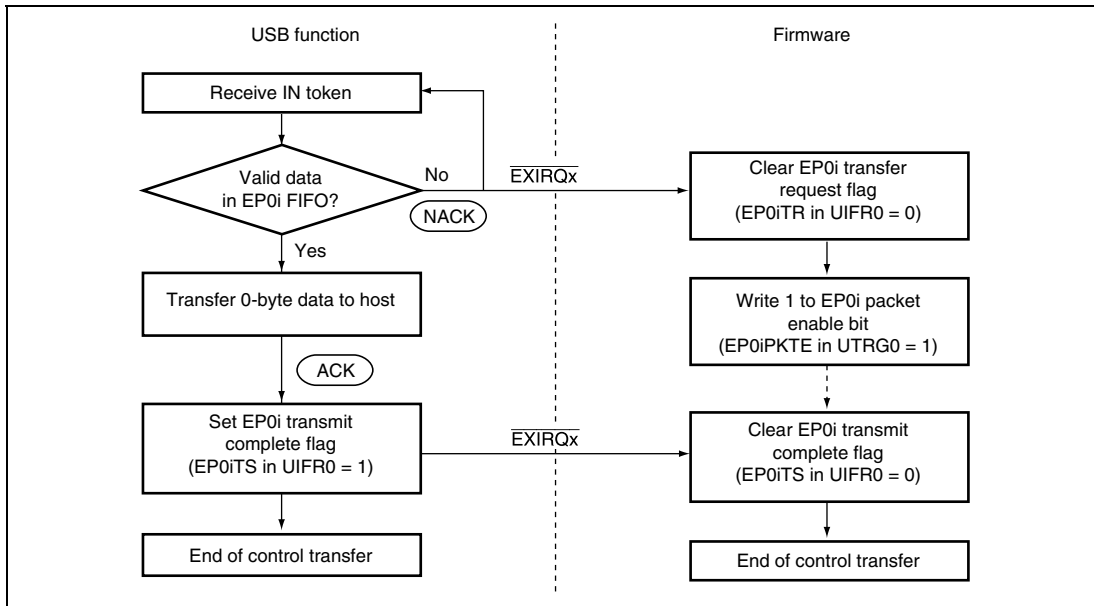 USB function
Firmware
Receive IN token
Valid data
in EP0i FIFO?
No
NACK
EXIRQx
Clear EP0i transfer
request flag
(EP0iTR in UIFR0 = 0)
Yes
Transfer 0-byte data to host
Write 1 to EP0i packet
enable bit
(EP0iPKTE in UTRG0 = 1)
ACK
Set EP0i transmit
complete flag
(EP0iTS in UIFR0 = 1)
EXIRQx
Clear EP0i transmit
complete flag
(EP0iTS in UIFR0 = 0)
End of control transfer
End of control transfer